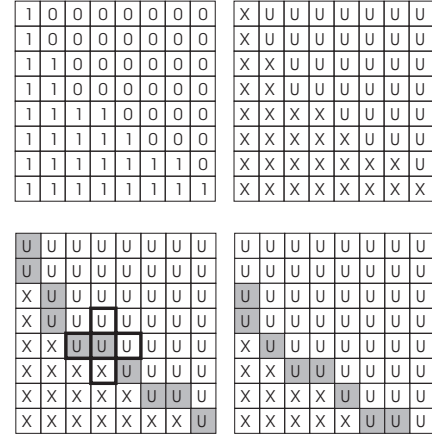 1 0 0 0 0 0 0 0
1 0 0 0 0 0 0 0
1 1 0 0 0 0 0 0
1 1 0 0 0 0 0 0
1 1 1 1 0 0 0 0
1 1 1 1 1 0 0 0
1 1 1 1 1 1 1 0
1 1 1 1 1 1 1 1
X U U U U U U U
X U U U U U U U
X X U U U U U U
X X U U U U U U
X X X X U U U U
X X X X X U U U
X X X X X X X U
X X X X X X X X
U U U U U U U U
U U U U U U U U
X U U U U U U U
X U U U U U U U
X X U U U U U U
X X X X U U U U
X X X X X U U U
X X X X X X X U
U U U U U U U U
U U U U U U U U
U U U U U U U U
U U U U U U U U
X U U U U U U U
X X U U U U U U
X X X X U U U U
X X X X X U U U